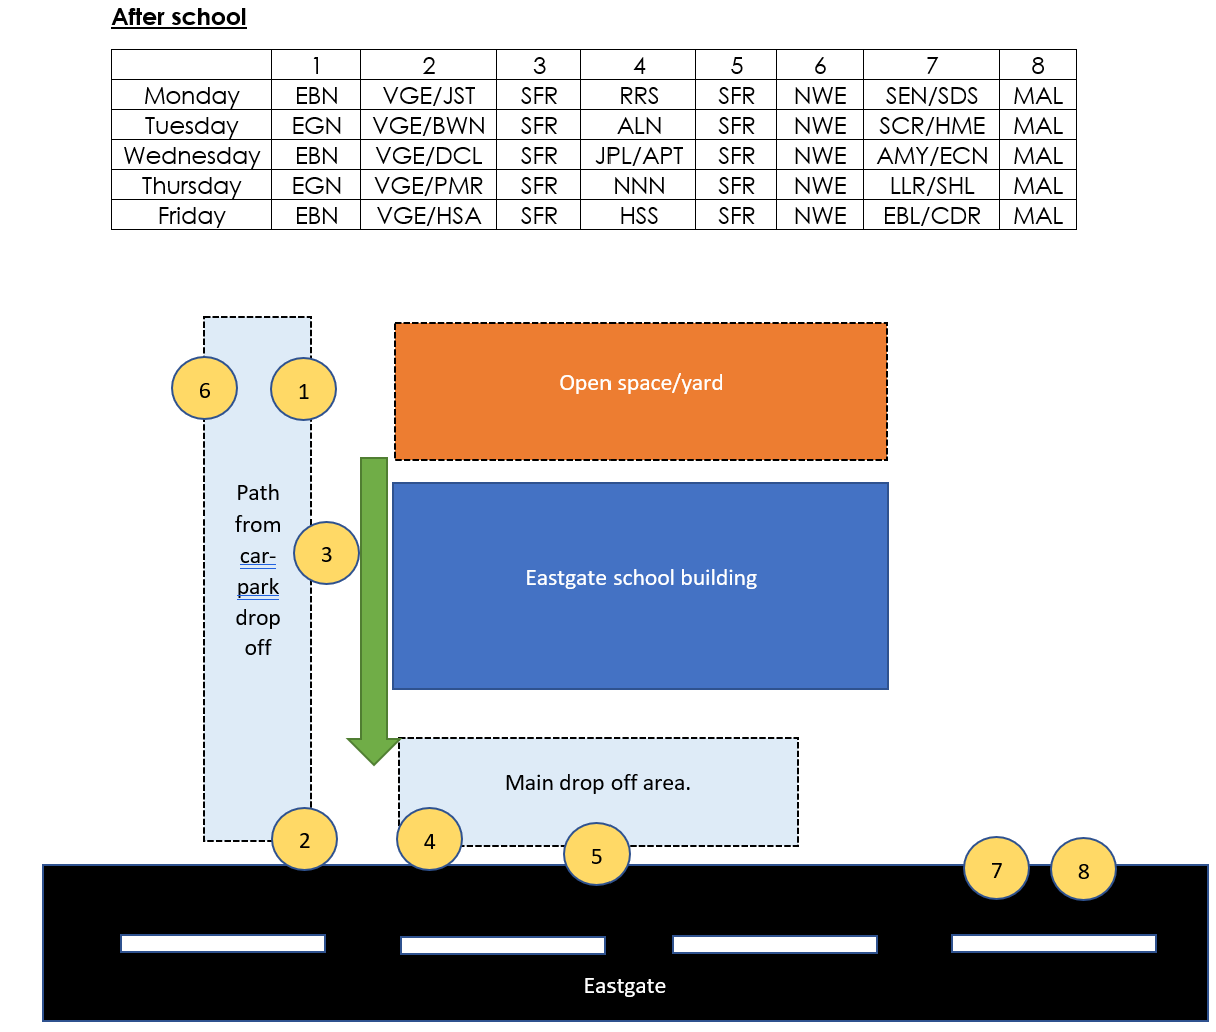 After school
1 2 3 4 5 6 7 8
Monday EBN VGE/JST SFR RRS SFR NWE SEN/SDS MAL
Tuesday EGN VGE/BWN SFR ALN SFR NWE SCR/HME MAL
Wednesday EBN VGE/DCL SFR JPL/APT SFR NWE AMY/ECN MAL
Thursday EGN VGE/PMR SFR NNN SFR NWE LLR/SHL MAL
Friday EBN VGE/HSA SFR HSS SFR NWE EBL/CDR MAL
Open space/yard
6
1
Path
from
car-
park
drop
off
3
Eastgate school building
Main drop off area.
2
4
5
7
8
Eastgate